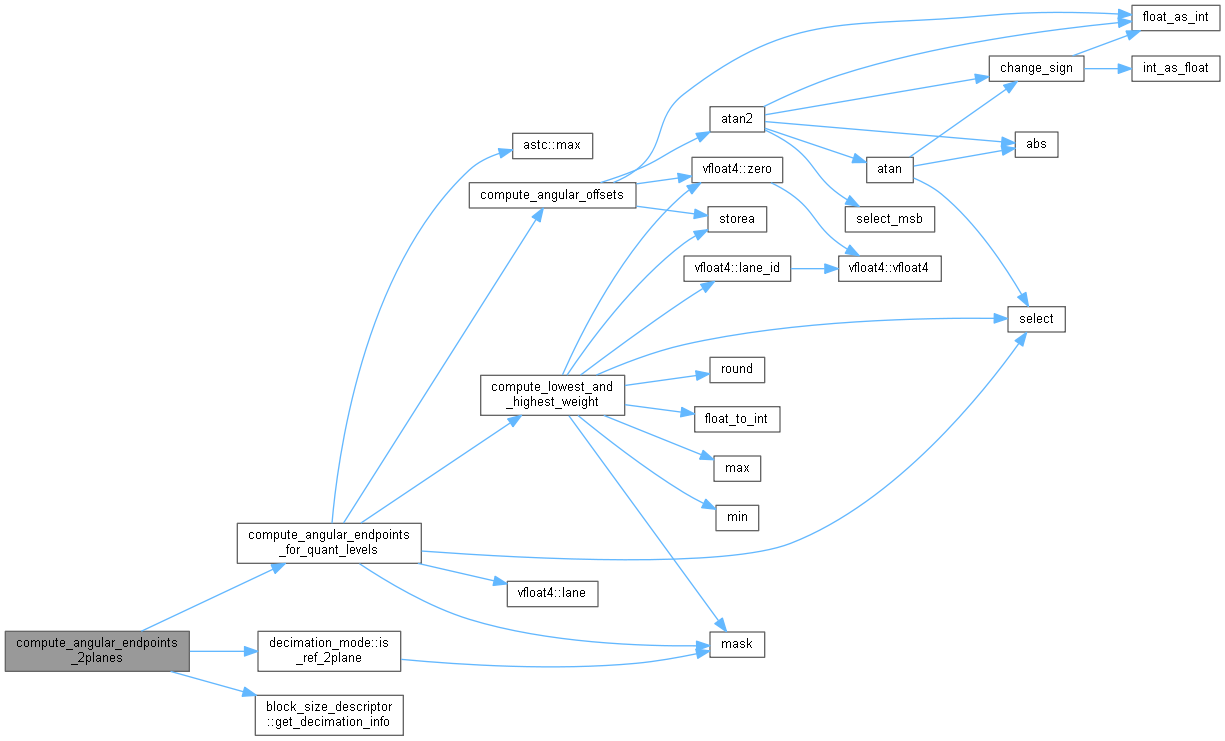 float_as_int
change_sign
int_as_float
atan2
astc::max
abs
vfloat4::zero
atan
compute_angular_offsets
storea
select_msb
vfloat4::lane_id
vfloat4::vfloat4
select
round
compute_lowest_and
_highest_weight
float_to_int
max
min
compute_angular_endpoints
_for_quant_levels
vfloat4::lane
compute_angular_endpoints
_2planes
decimation_mode::is
_ref_2plane
mask
block_size_descriptor
::get_decimation_info